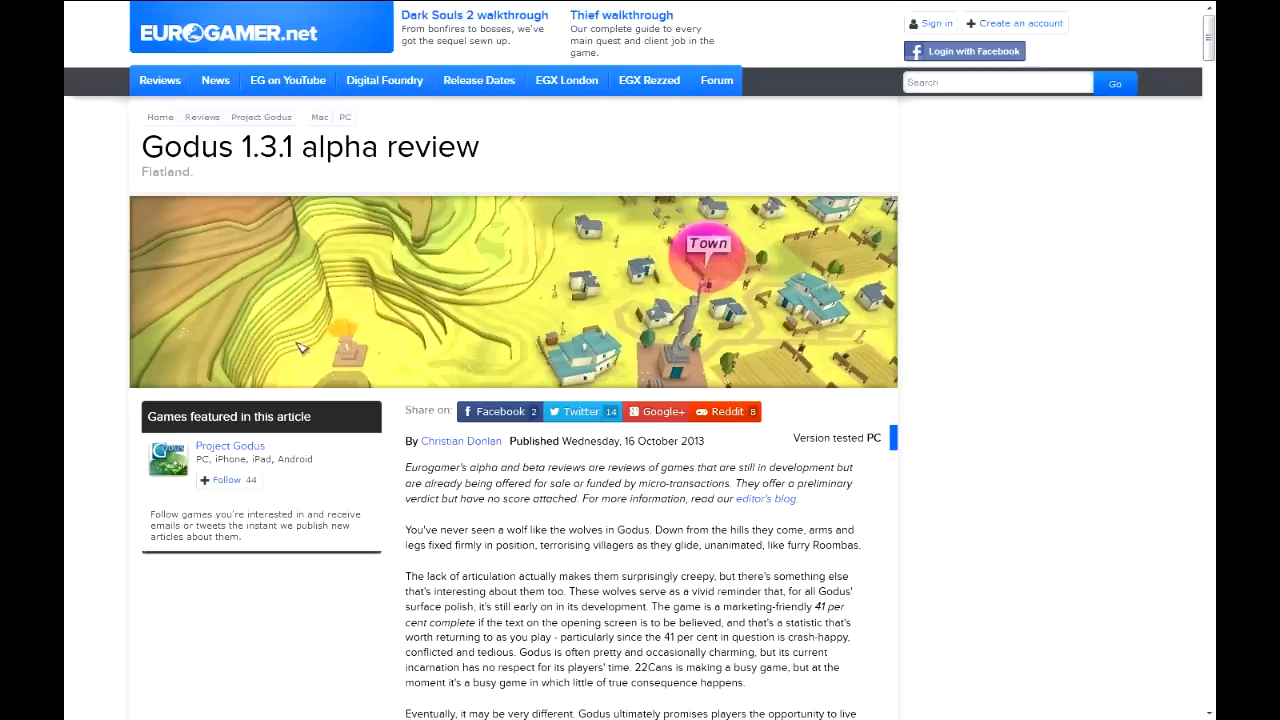 EUROGAMER.net
Dark Souls 2 walkthrough
From bonfires to bosses, we've
got the sequel sewn up.
Thief walkthrough
Our complete guide to every
main quest and client job in the
game.
Sign in
Create an account
Login with Facebook
Reviews News EG on YouTube Digital Foundry Release Dates EGX London EGX Rezzed Forum
Search Go
Home Reviews Project Godus Mac PC
Godus 1.3.1 alpha review
Flatland.
Town
Games featured in this article
Project Godus
PC, iPhone, iPad, Android
Follow 44
Follow games you're interested in and receive
emails or tweets the instant we publish new
articles about them.
Share on: Facebook 2 Twitter 14 Google+ Reddit 8
By Christian Donlan Published Wednesday, 16 October 2013
Version tested PC
Eurogamer's alpha and beta reviews are reviews of games that are still in development but
are already being offered for sale or funded by micro-transactions. They offer a preliminary
verdict but have no score attached. For more information, read our editor's blog.
You've never seen a wolf like the wolves in Godus. Down from the hills they come, arms and
legs fixed firmly in position, terrorising villagers as they glide, unanimated, like furry Roombas.
The lack of articulation actually makes them surprisingly creepy, but there's something else
that's interesting about them too. These wolves serve as a vivid reminder that, for all Godus'
surface polish, it's still early on in its development. The game is a marketing-friendly 41 per
cent complete if the text on the opening screen is to be believed, and that's a statistic that's
worth returning to as you play - particularly since the 41 per cent in question is crash-happy,
conflicted and tedious. Godus is often pretty and occasionally charming, but its current
incarnation has no respect for its players' time. 22Cans is making a busy game, but at the
moment it's a busy game in which little of true consequence happens.
Eventually, it may be very different. Godus ultimately promises players the opportunity to live